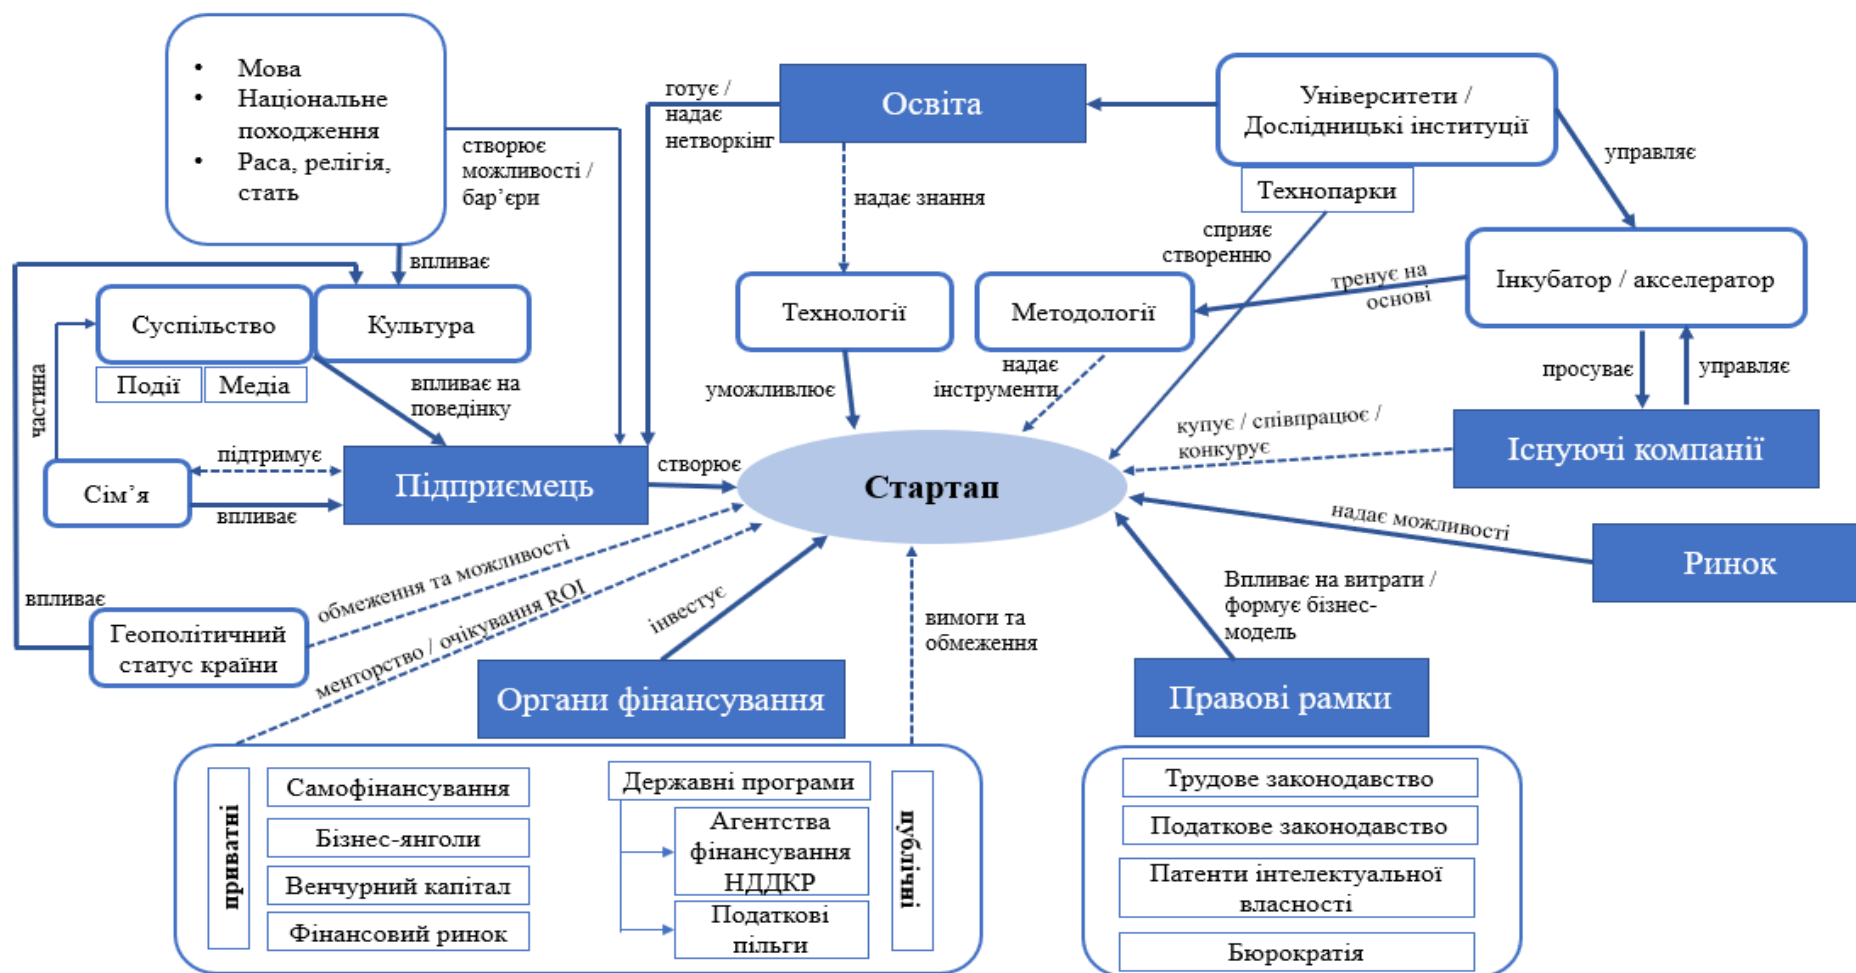 • Мова
• Національне
походження
• Раса, релігія,
стать
створює
можливості /
бар’єри
впливає
готує /
надає
нетворкінг
Освіта
Університети /
Дослідницькі інституції
Технопарки
управляє
надає знання
сприяє
створенню
Інкубатор / акселератор
тренує на
основі
Суспільство
Культура
Події
Медіа
впливає на
поведінку
частина
Технології
Методології
уможливлює
надає
інструменти
просуває
управляє
купує / співпрацює /
конкурує
Існуючі компанії
Сім’я
підтримує
впливає
Підприємець
створює
Стартап
надає можливості
Ринок
впливає
Геополітичний
статус країни
обмеження та можливості
менторство / очікування ROI
інвестує
вимоги та
обмеження
Впливає на витрати /
формує бізнес-
модель
Органи фінансування
Правові рамки
приватні
Самофінансування
Бізнес-янголи
Венчурний капітал
Фінансовий ринок
Державні програми
Агентства
фінансування
НДДКР
Податкові
пільги
публічні
Трудове законодавство
Податкове законодавство
Патенти інтелектуальної
власності
Бюрократія